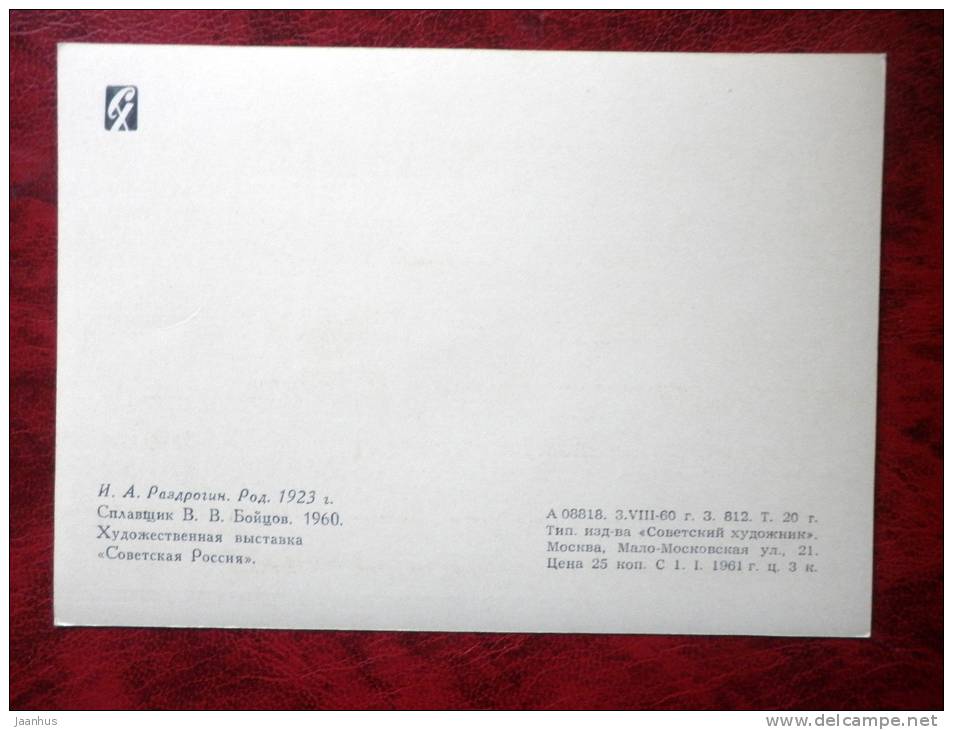 СХ
И. А. Раздрогин. Род. 1923 г.
Сплавщик В. В. Бойцов. 1960.
Художественная выставка
«Советская Россия».
А 08818. 3.VIII-60 г. З. 812. Т. 20 г.
Тип. изд-ва «Советский художник».
Москва, Мало-Московская ул., 21.
Цена 25 коп. С 1. I. 1961 г. ц. 3 к.
jaanhus
www.delcampe.net